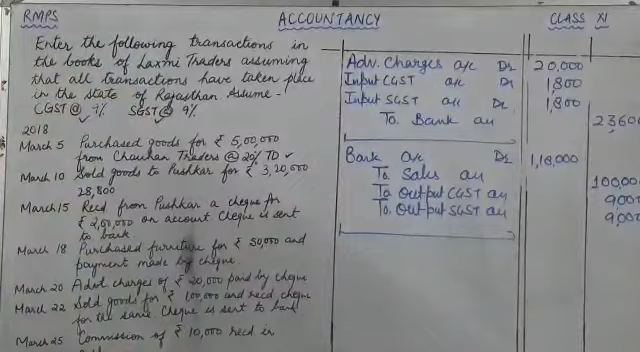 RMPS ACCOUNTANCY CLASS XI
Enter the following transactions in
the books of Laxmi Traders assuming
that all transactions have taken place
in the state of Rajasthan. Assume -
CGST @ 9% SGST @ 9%
2018
March 5 Purchased goods for ₹ 5,00,000
from Chauhan Traders @ 20% TD
March 10 Sold goods to Pushkar for ₹ 3,20,000
28,800
March 15 Recd from Pushkar a cheque for
₹ 2,00,000 on account Cheque is sent
to bank
March 18 Purchased furniture for ₹ 50,000 and
payment made by cheque.
March 20 Advt charges of ₹ 20,000 paid by cheque
March 22 Sold goods for ₹ 100,000 and recd cheque
for the same. Cheque is sent to bank
March 25 Commission of ₹ 10,000 recd in
Adv. Charges a/c Dr 20,000
Input CGST a/c Dr 1,800
Input SGST a/c Dr 1,800
To Bank a/c 23,600
Bank a/c Dr 1,18,000
To Sales a/c 100,000
To Output CGST a/c 9,000
To Output SGST a/c 9,000